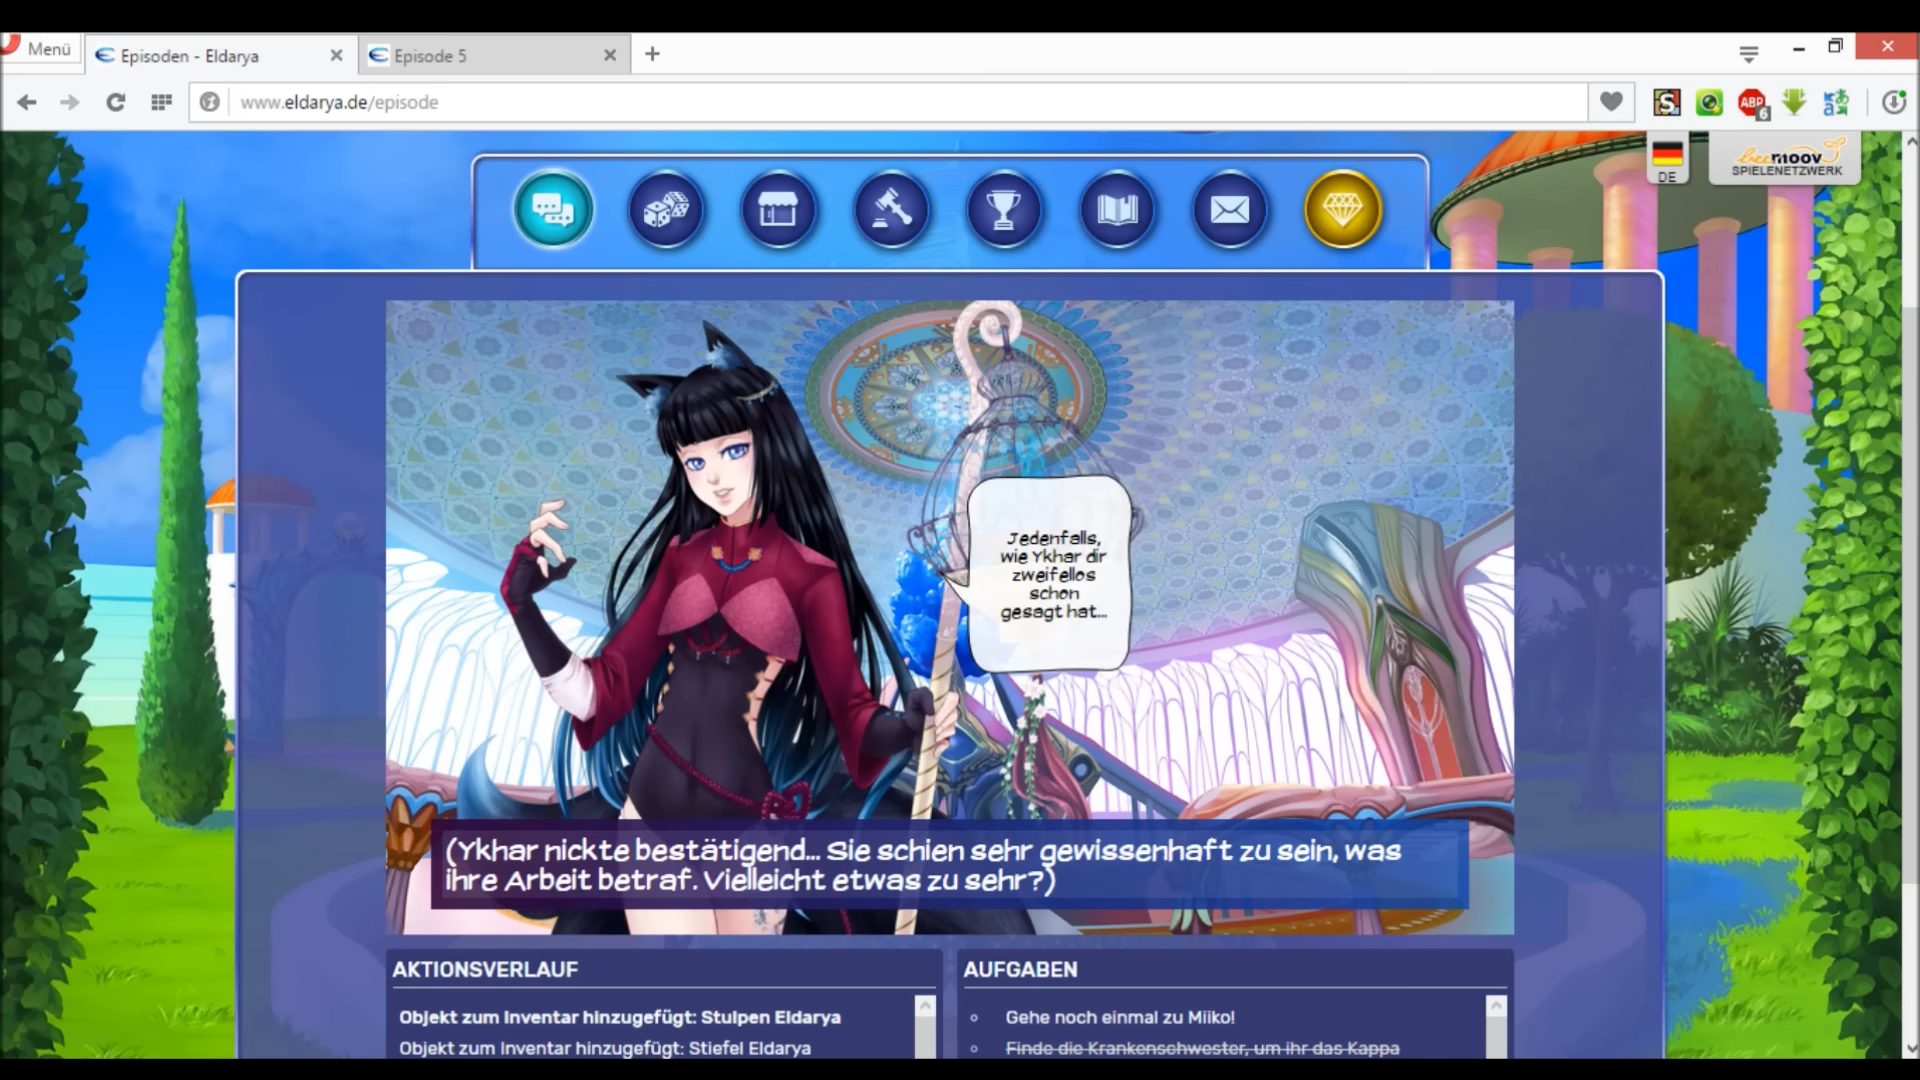 Menü
Episoden - Eldarya
Episode 5
www.eldarya.de/episode
ABP
6
DE
beemoov
SPIELENETZWERK
Jedenfalls,
wie Ykhar dir
zweifellos
schon
gesagt hat...
(Ykhar nickte bestätigend... Sie schien sehr gewissenhaft zu sein, was
ihre Arbeit betraf. Vielleicht etwas zu sehr?)
AKTIONSVERLAUF
Objekt zum Inventar hinzugefügt: Stulpen Eldarya
Objekt zum Inventar hinzugefügt: Stiefel Eldarya
AUFGABEN
Gehe noch einmal zu Miiko!
Finde die Krankenschwester, um ihr das Kappa